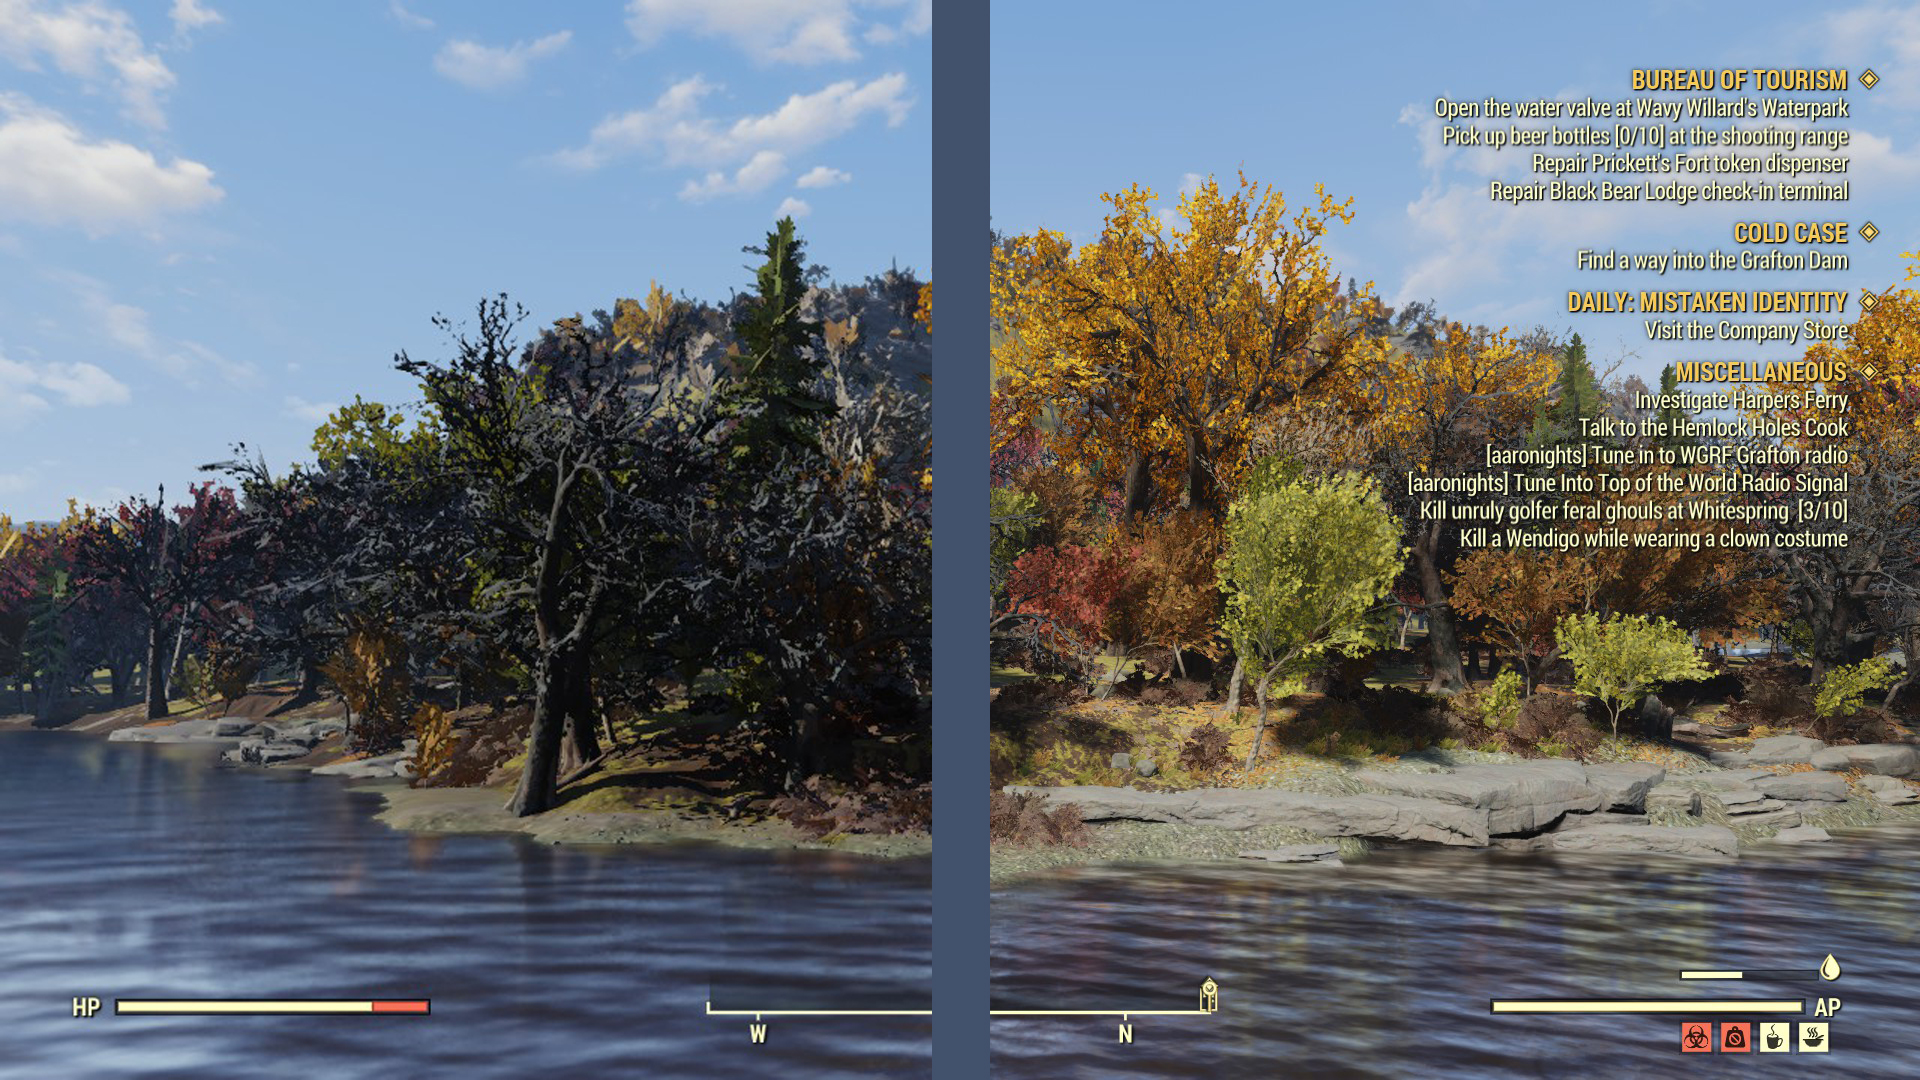 BUREAU OF TOURISM
Open the water valve at Wavy Willard's Waterpark
Pick up beer bottles [0/10] at the shooting range
Repair Prickett's Fort token dispenser
Repair Black Bear Lodge check-in terminal
COLD CASE
Find a way into the Grafton Dam
DAILY: MISTAKEN IDENTITY
Visit the Company Store
MISCELLANEOUS
Investigate Harpers Ferry
Talk to the Hemlock Holes Cook
[aaronights] Tune in to WGRF Grafton radio
[aaronights] Tune Into Top of the World Radio Signal
Kill unruly golfer feral ghouls at Whitespring [3/10]
Kill a Wendigo while wearing a clown costume
HP
W
N
AP